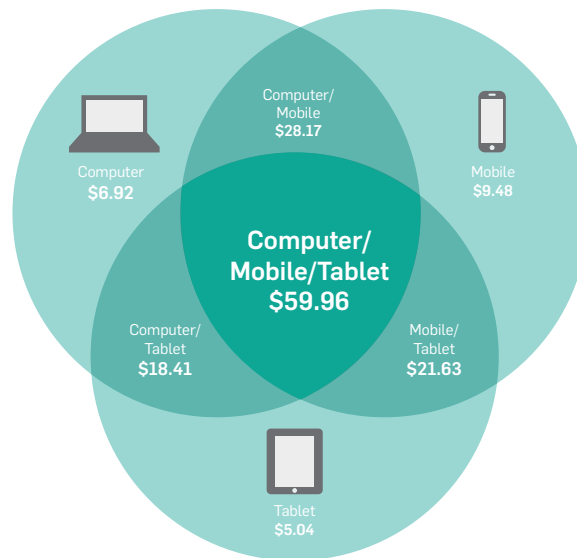 Computer/
Mobile
$28.17
Computer
$6.92
Mobile
$9.48
Computer/
Mobile/Tablet
$59.96
Computer/
Tablet
$18.41
Mobile/
Tablet
$21.63
Tablet
$5.04